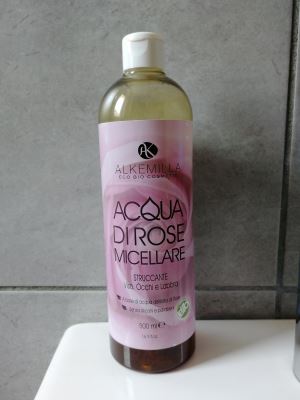 AK
ALKEMILLA
ECO BIO COSMETIC
ACQUA
DI ROSE
MICELLARE
STRUCCANTE
Viso, Occhi e Labbra
500 ml e